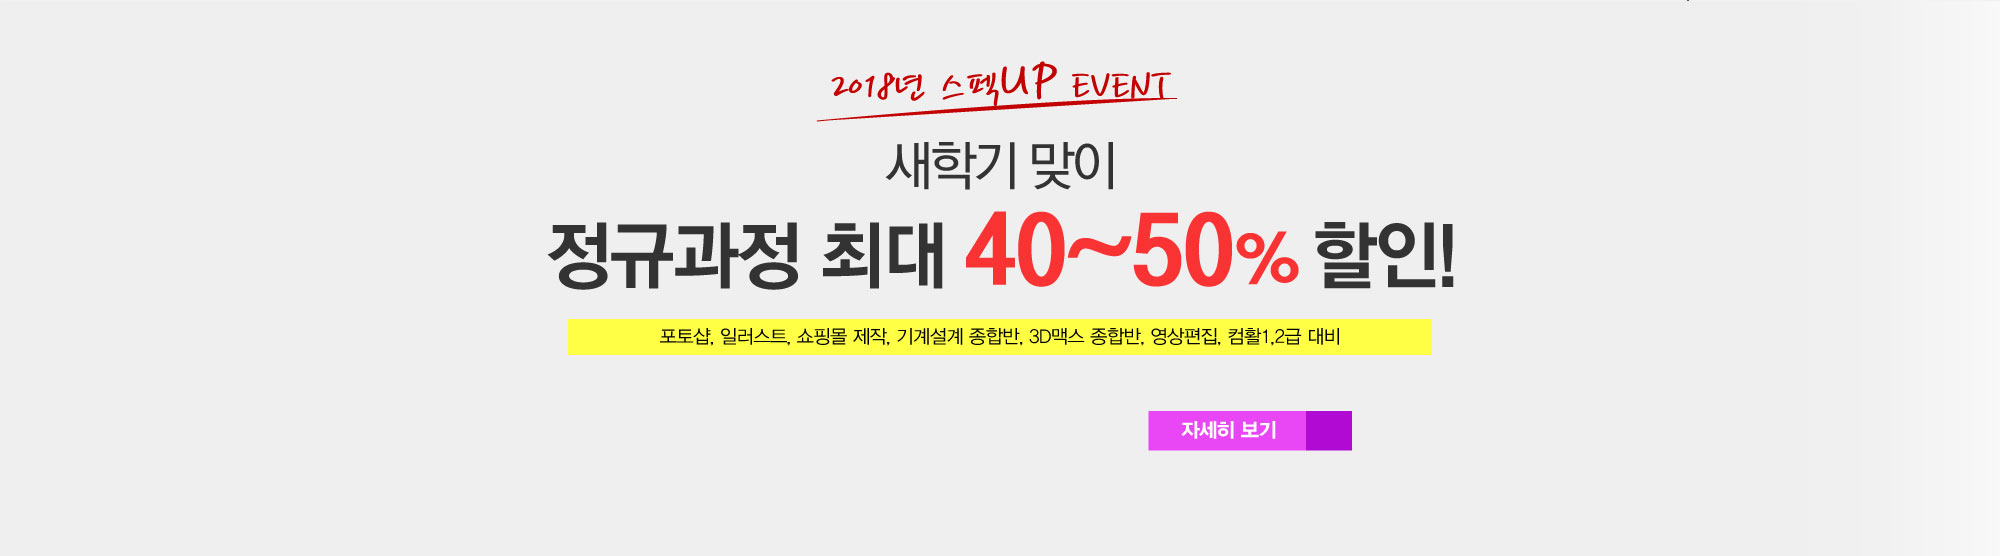 2018년 스펙UP EVENT
새학기 맞이
정규과정 최대 40~50% 할인!
포토샵, 일러스트, 쇼핑몰 제작, 기계설계 종합반, 3D맥스 종합반, 영상편집, 컴활1,2급 대비
자세히 보기